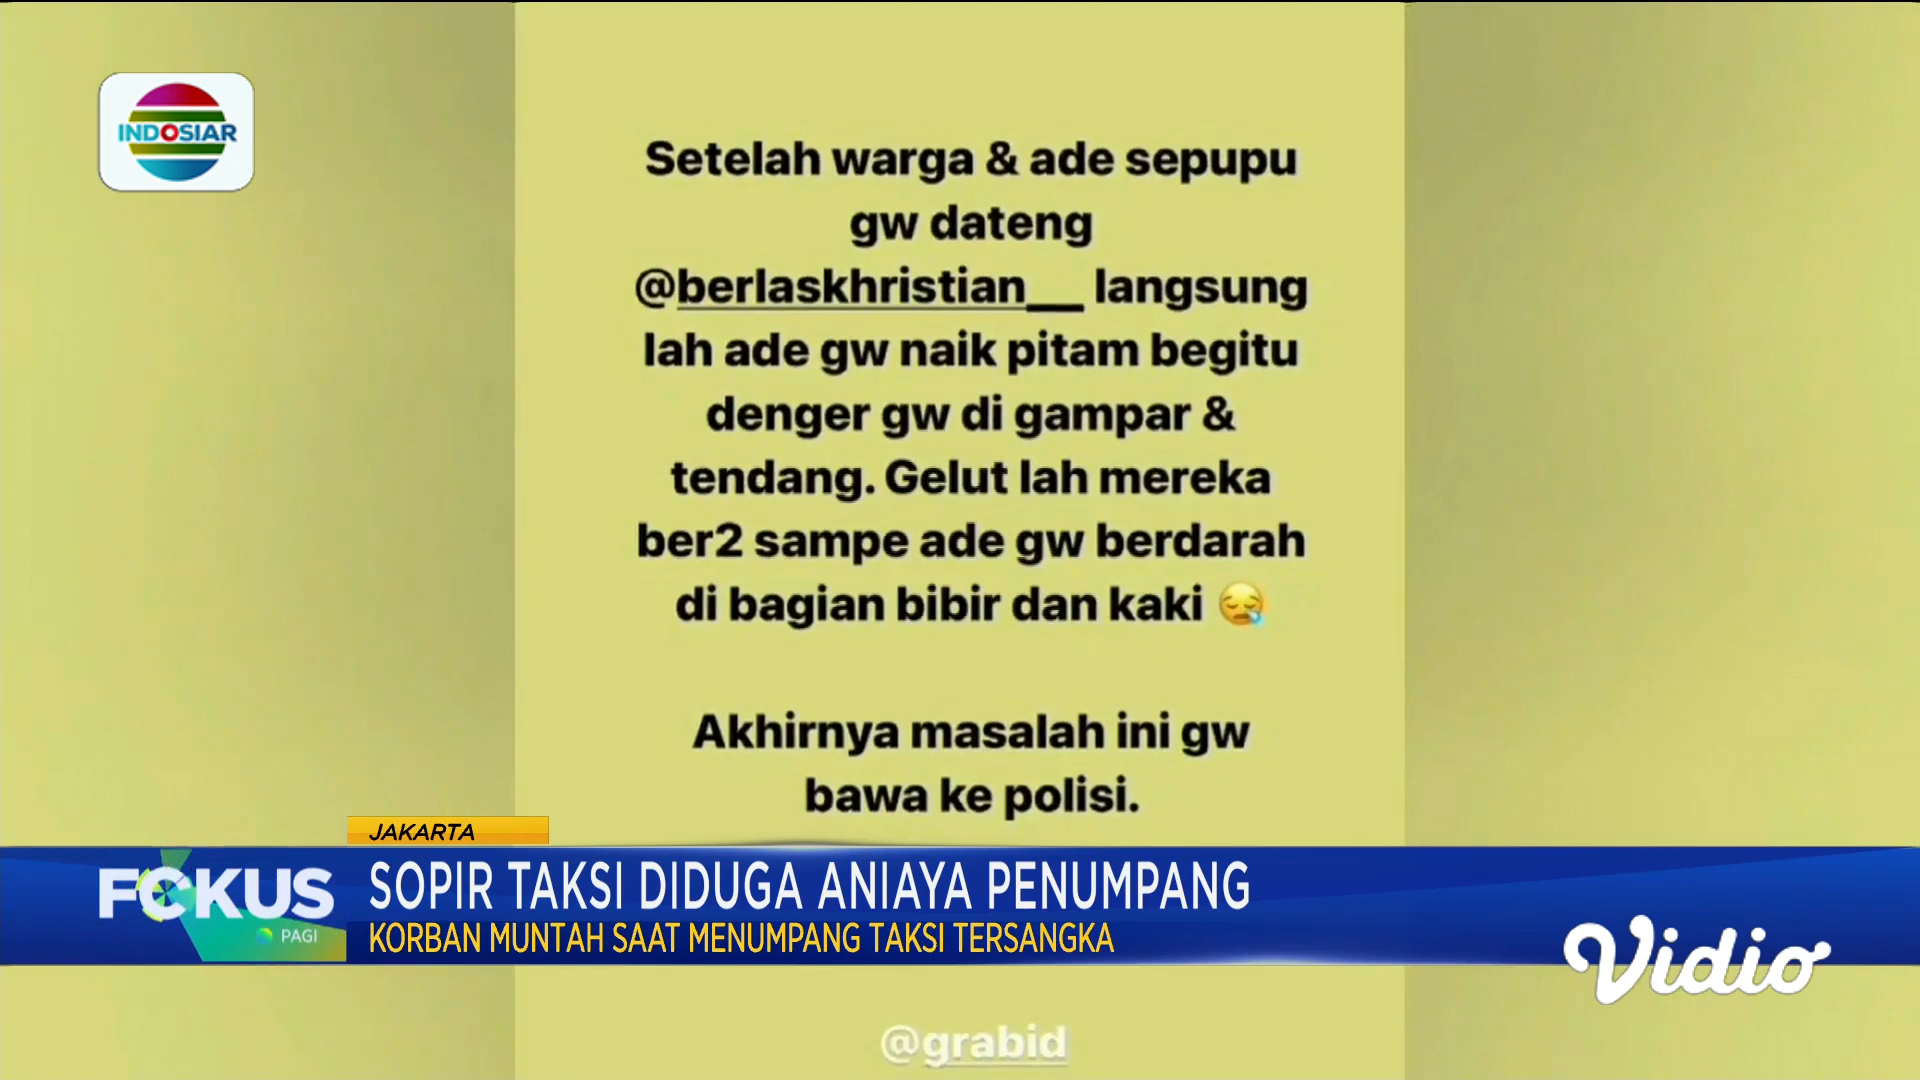 INDOSIAR
Setelah warga & ade sepupu
gw dateng
@berlaskhristian__ langsung
lah ade gw naik pitam begitu
denger gw di gampar &
tendang. Gelut lah mereka
ber2 sampe ade gw berdarah
di bagian bibir dan kaki 😪
Akhirnya masalah ini gw
bawa ke polisi.
JAKARTA
FOKUS
PAGI
SOPIR TAKSI DIDUGA ANIAYA PENUMPANG
KORBAN MUNTAH SAAT MENUMPANG TAKSI TERSANGKA
Vidio
@grabid